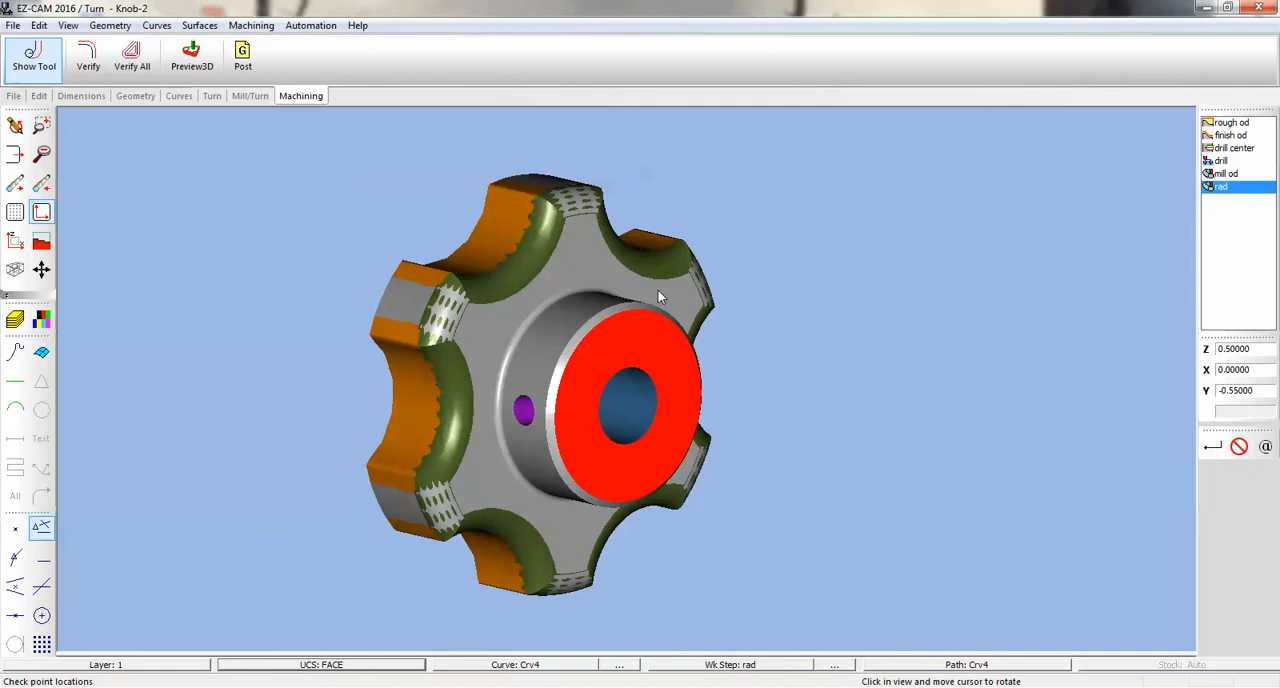 EZ-CAM 2016 / Turn - Knob-2
File Edit View Geometry Curves Surfaces Machining Automation Help
Show Tool Verify Verify All Preview3D Post
File Edit Dimensions Geometry Curves Turn Mill/Turn Machining
rough od
finish od
drill center
drill
mill od
rad
Z 0.50000
X 0.00000
Y -0.55000
@
Text
All
Layer: 1 UCS: FACE Curve: Crv4 ... Wk Step: rad ... Path: Crv4 Stock: Auto
Check point locations Click in view and move cursor to rotate